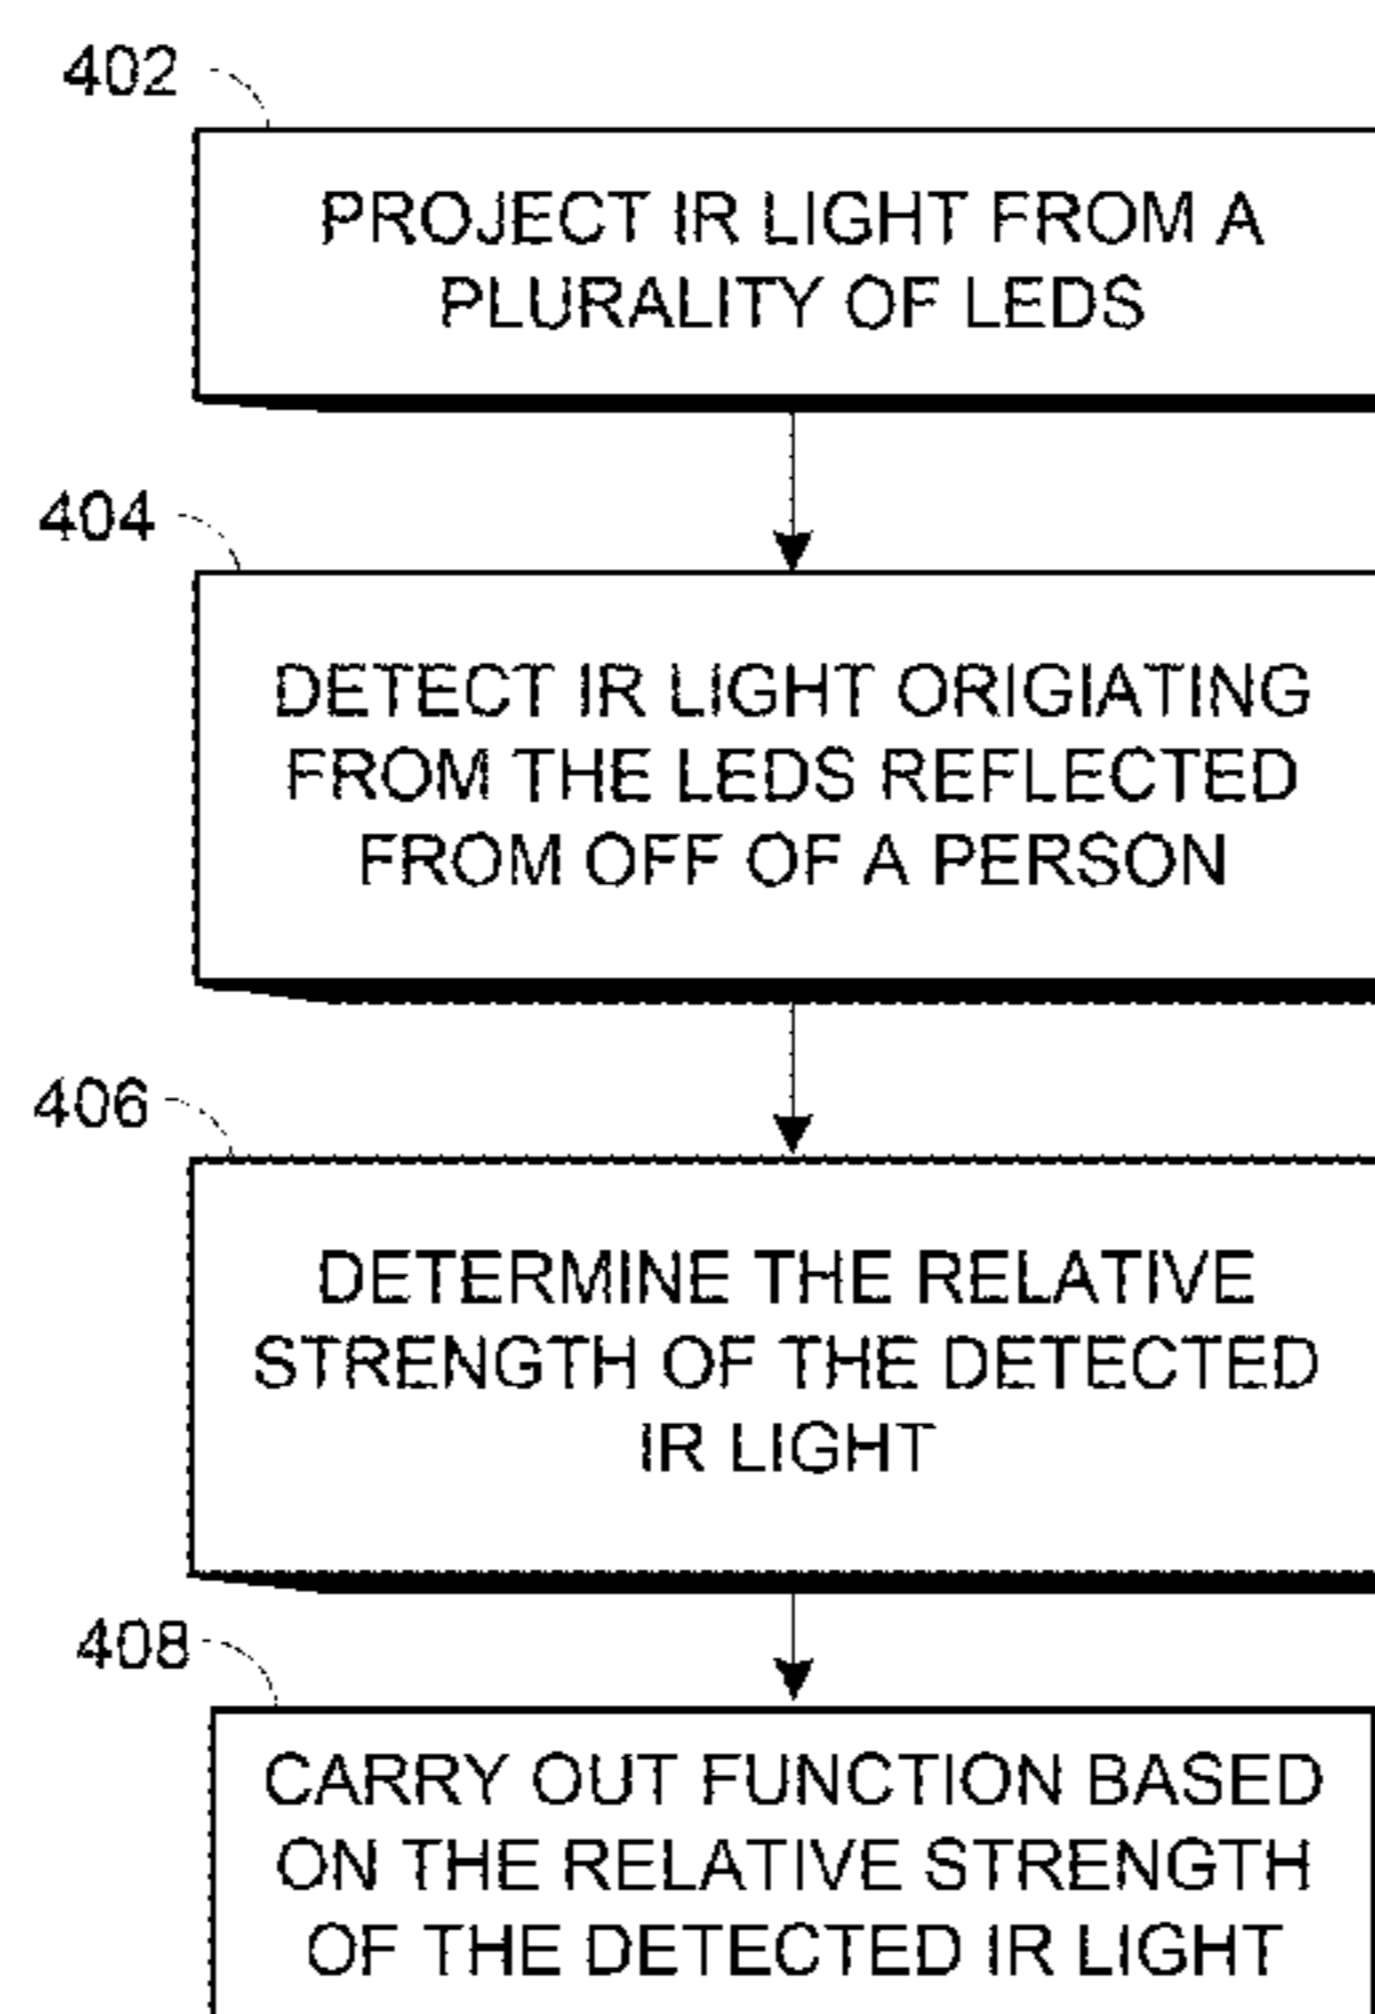 402
PROJECT IR LIGHT FROM A
PLURALITY OF LEDS
404
DETECT IR LIGHT ORIGIATING
FROM THE LEDS REFLECTED
FROM OFF OF A PERSON
406
DETERMINE THE RELATIVE
STRENGTH OF THE DETECTED
IR LIGHT
408
CARRY OUT FUNCTION BASED
ON THE RELATIVE STRENGTH
OF THE DETECTED IR LIGHT